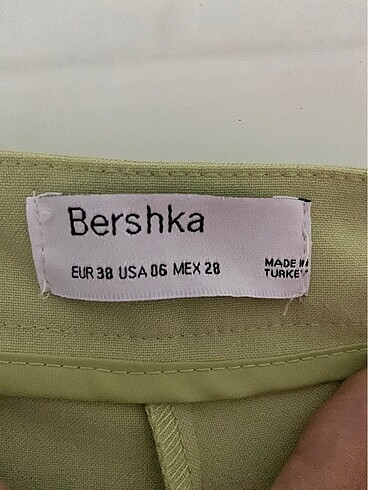 Bershka
EUR 38 USA 06 MEX 28
MADE IN
TURKEY